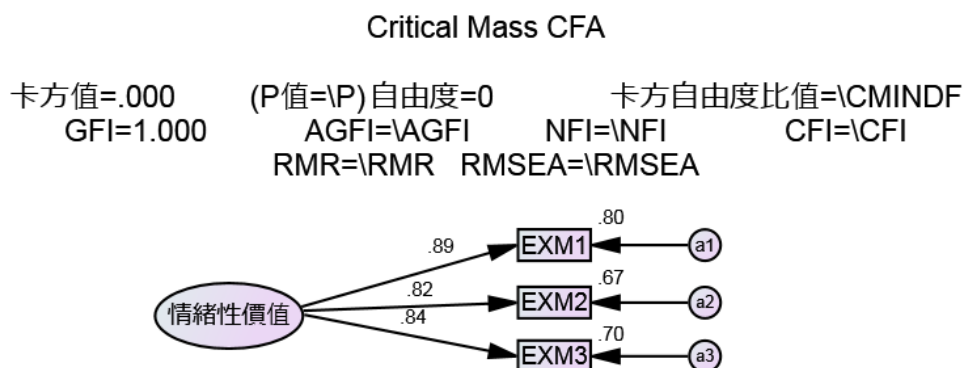 Critical Mass CFA
卡方值=.000 (P值=\P)自由度=0 卡方自由度比值=\CMINDF
GFI=1.000 AGFI=\AGFI NFI=\NFI CFI=\CFI
RMR=\RMR RMSEA=\RMSEA
.80
.89 EXM1 a1
.67
.82 EXM2 a2
情緒性價值
.84 .70
EXM3 a3